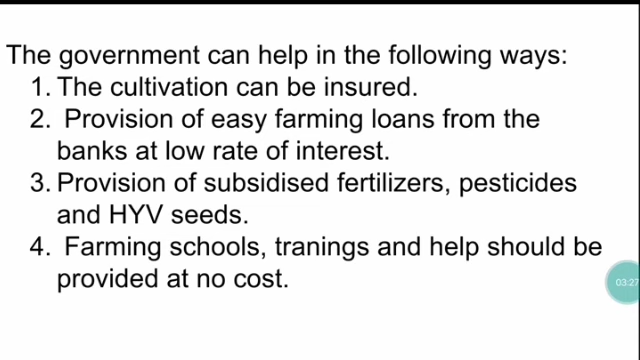 The government can help in the following ways:
1. The cultivation can be insured.
2. Provision of easy farming loans from the
banks at low rate of interest.
3. Provision of subsidised fertilizers, pesticides
and HYV seeds.
4. Farming schools, tranings and help should be
provided at no cost.
03:27